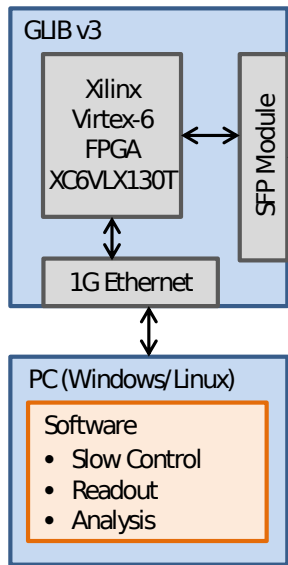 GLIB v3
Xilinx
Virtex-6
FPGA
XC6VLX130T
SFP Module
1G Ethernet
PC (Windows/Linux)
Software
• Slow Control
• Readout
• Analysis